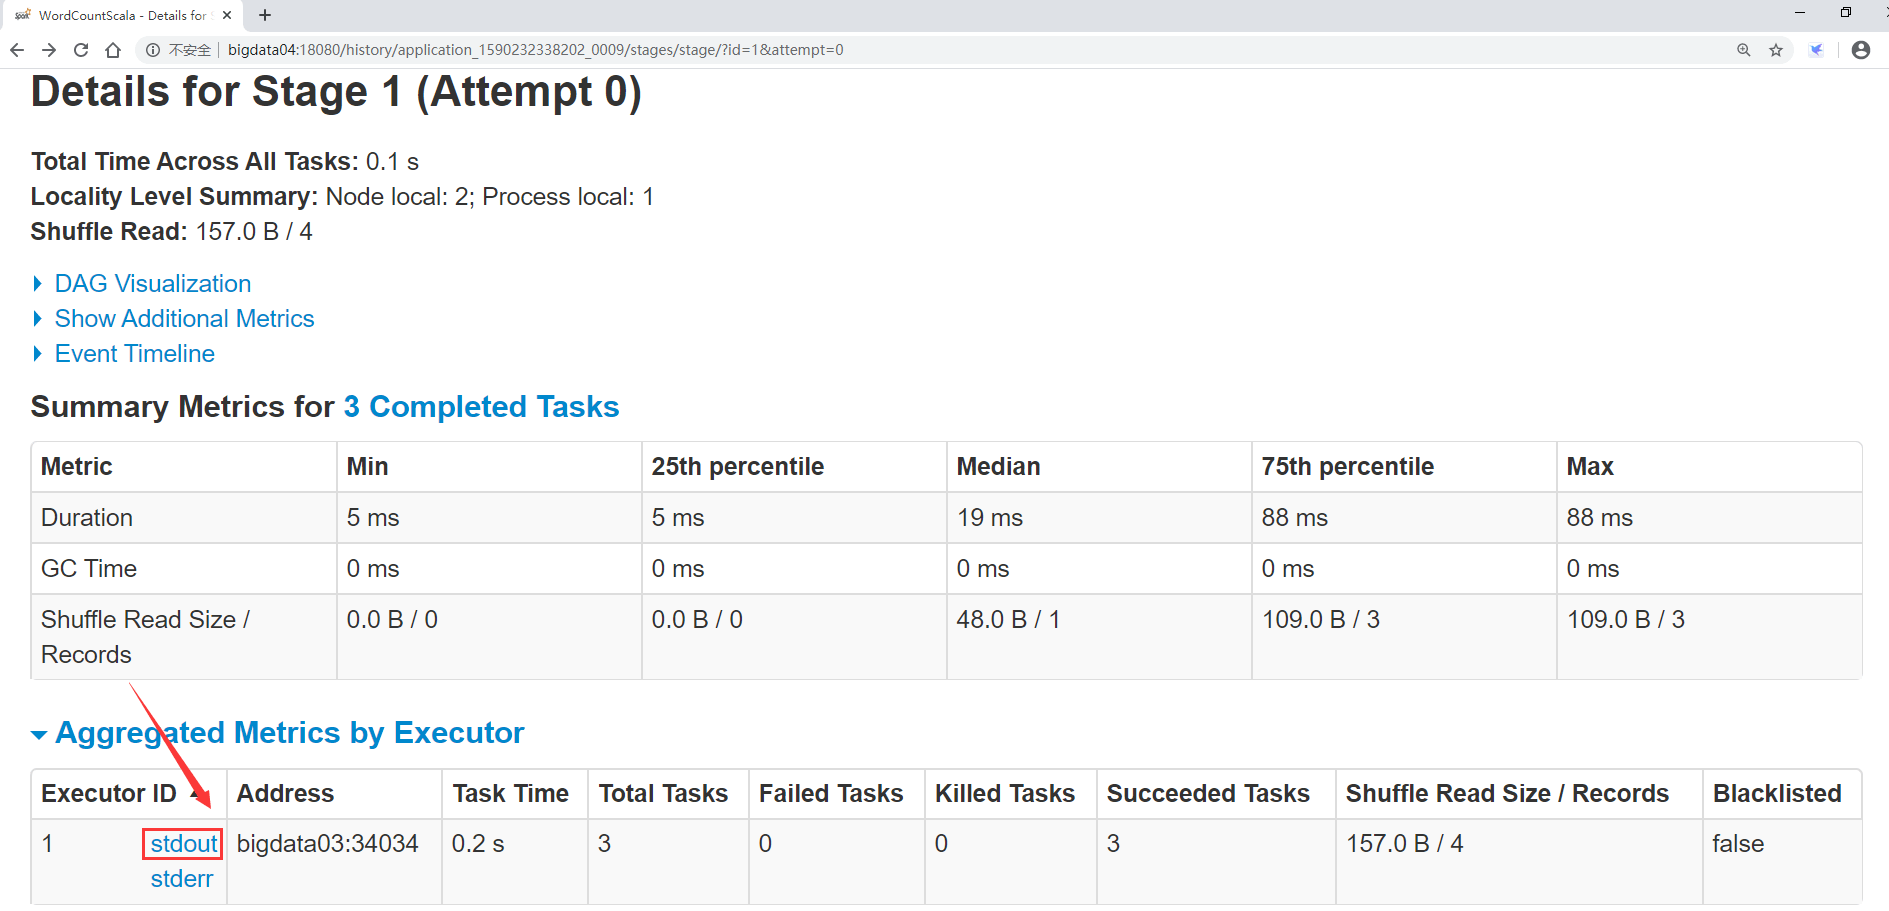 WordCountScala - Details for S
不安全 bigdata04:18080/history/application_1590232338202_0009/stages/stage/?id=1&attempt=0
Details for Stage 1 (Attempt 0)
Total Time Across All Tasks: 0.1 s
Locality Level Summary: Node local: 2; Process local: 1
Shuffle Read: 157.0 B / 4
DAG Visualization
Show Additional Metrics
Event Timeline
Summary Metrics for 3 Completed Tasks
Metric Min 25th percentile Median 75th percentile Max
Duration 5 ms 5 ms 19 ms 88 ms 88 ms
GC Time 0 ms 0 ms 0 ms 0 ms 0 ms
Shuffle Read Size / 0.0 B / 0 0.0 B / 0 48.0 B / 1 109.0 B / 3 109.0 B / 3
Records
Aggregated Metrics by Executor
Executor ID Address Task Time Total Tasks Failed Tasks Killed Tasks Succeeded Tasks Shuffle Read Size / Records Blacklisted
1 stdout bigdata03:34034 0.2 s 3 0 0 3 157.0 B / 4 false
stderr